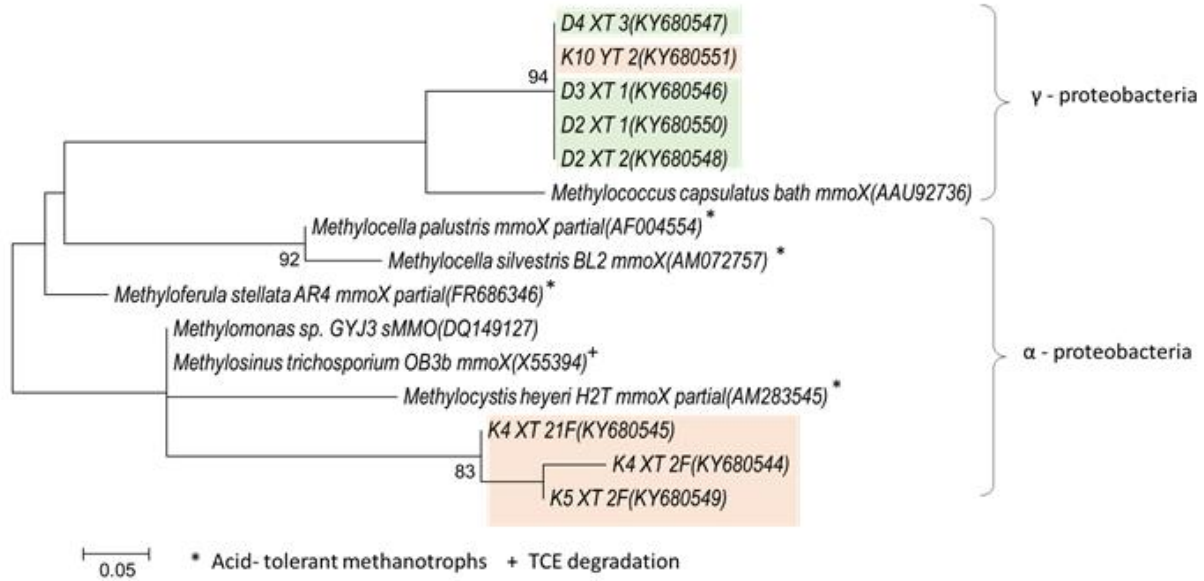 D4 XT 3(KY680547)
K10 YT 2(KY680551)
94
D3 XT 1(KY680546)
γ - proteobacteria
D2 XT 1(KY680550)
D2 XT 2(KY680548)
Methylococcus capsulatus bath mmoX(AAU92736)
Methylocella palustris mmoX partial(AF004554)*
92
Methylocella silvestris BL2 mmoX(AM072757) *
Methyloferula stellata AR4 mmoX partial(FR686346)*
Methylomonas sp. GYJ3 sMMO(DQ149127)
Methylosinus trichosporium OB3b mmoX(X55394)+
α - proteobacteria
Methylocystis heyeri H2T mmoX partial(AM283545)*
K4 XT 21F(KY680545)
83
K4 XT 2F(KY680544)
K5 XT 2F(KY680549)
0.05
* Acid- tolerant methanotrophs + TCE degradation